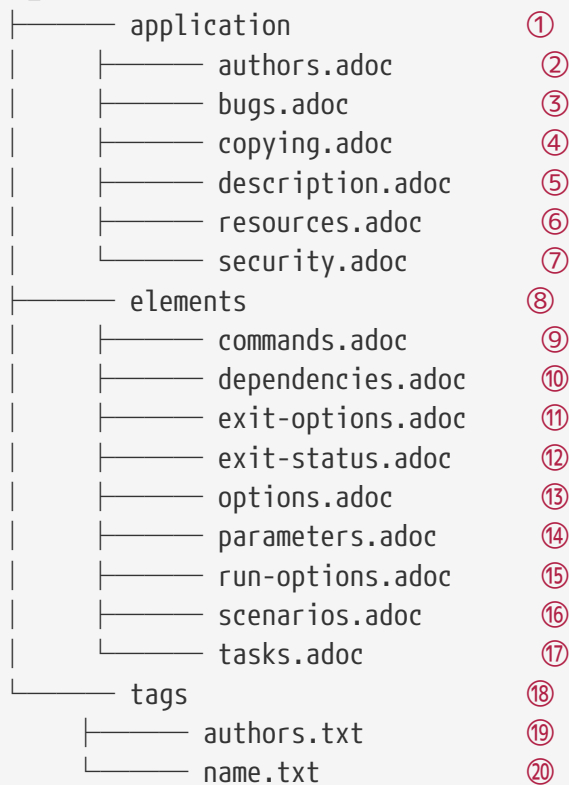 ├────── application ①
│ ├────── authors.adoc ②
│ ├────── bugs.adoc ③
│ ├────── copying.adoc ④
│ ├────── description.adoc ⑤
│ ├────── resources.adoc ⑥
│ └────── security.adoc ⑦
├────── elements ⑧
│ ├────── commands.adoc ⑨
│ ├────── dependencies.adoc ⑩
│ ├────── exit-options.adoc ⑪
│ ├────── exit-status.adoc ⑫
│ ├────── options.adoc ⑬
│ ├────── parameters.adoc ⑭
│ ├────── run-options.adoc ⑮
│ ├────── scenarios.adoc ⑯
│ └────── tasks.adoc ⑰
└────── tags ⑱
├────── authors.txt ⑲
└────── name.txt ⑳